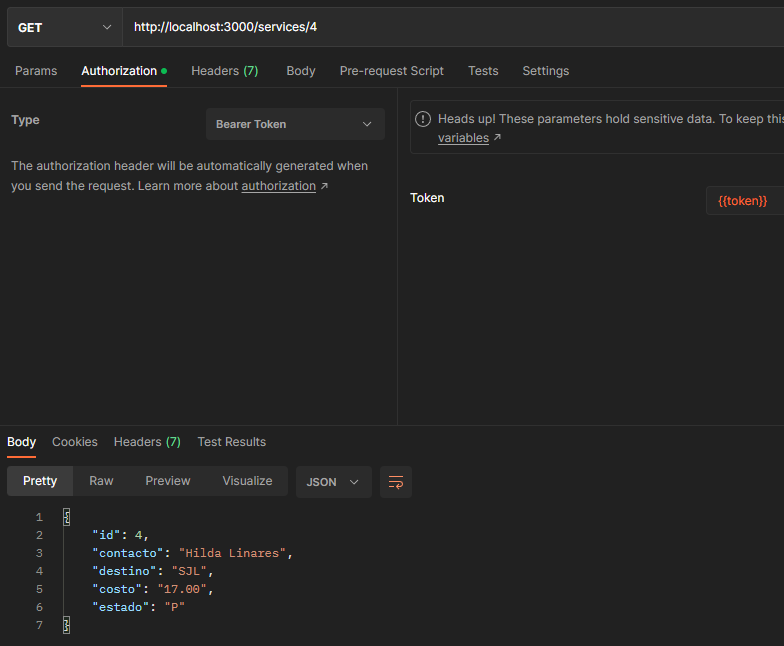 GET http://localhost:3000/services/4
Params Authorization Headers (7) Body Pre-request Script Tests Settings
Type Bearer Token
The authorization header will be automatically generated when
you send the request. Learn more about authorization ↗
Heads up! These parameters hold sensitive data. To keep this
variables ↗
Token {{token}}
Body Cookies Headers (7) Test Results
Pretty Raw Preview Visualize JSON
1 {
2 "id": 4,
3 "contacto": "Hilda Linares",
4 "destino": "SJL",
5 "costo": "17.00",
6 "estado": "P"
7 }